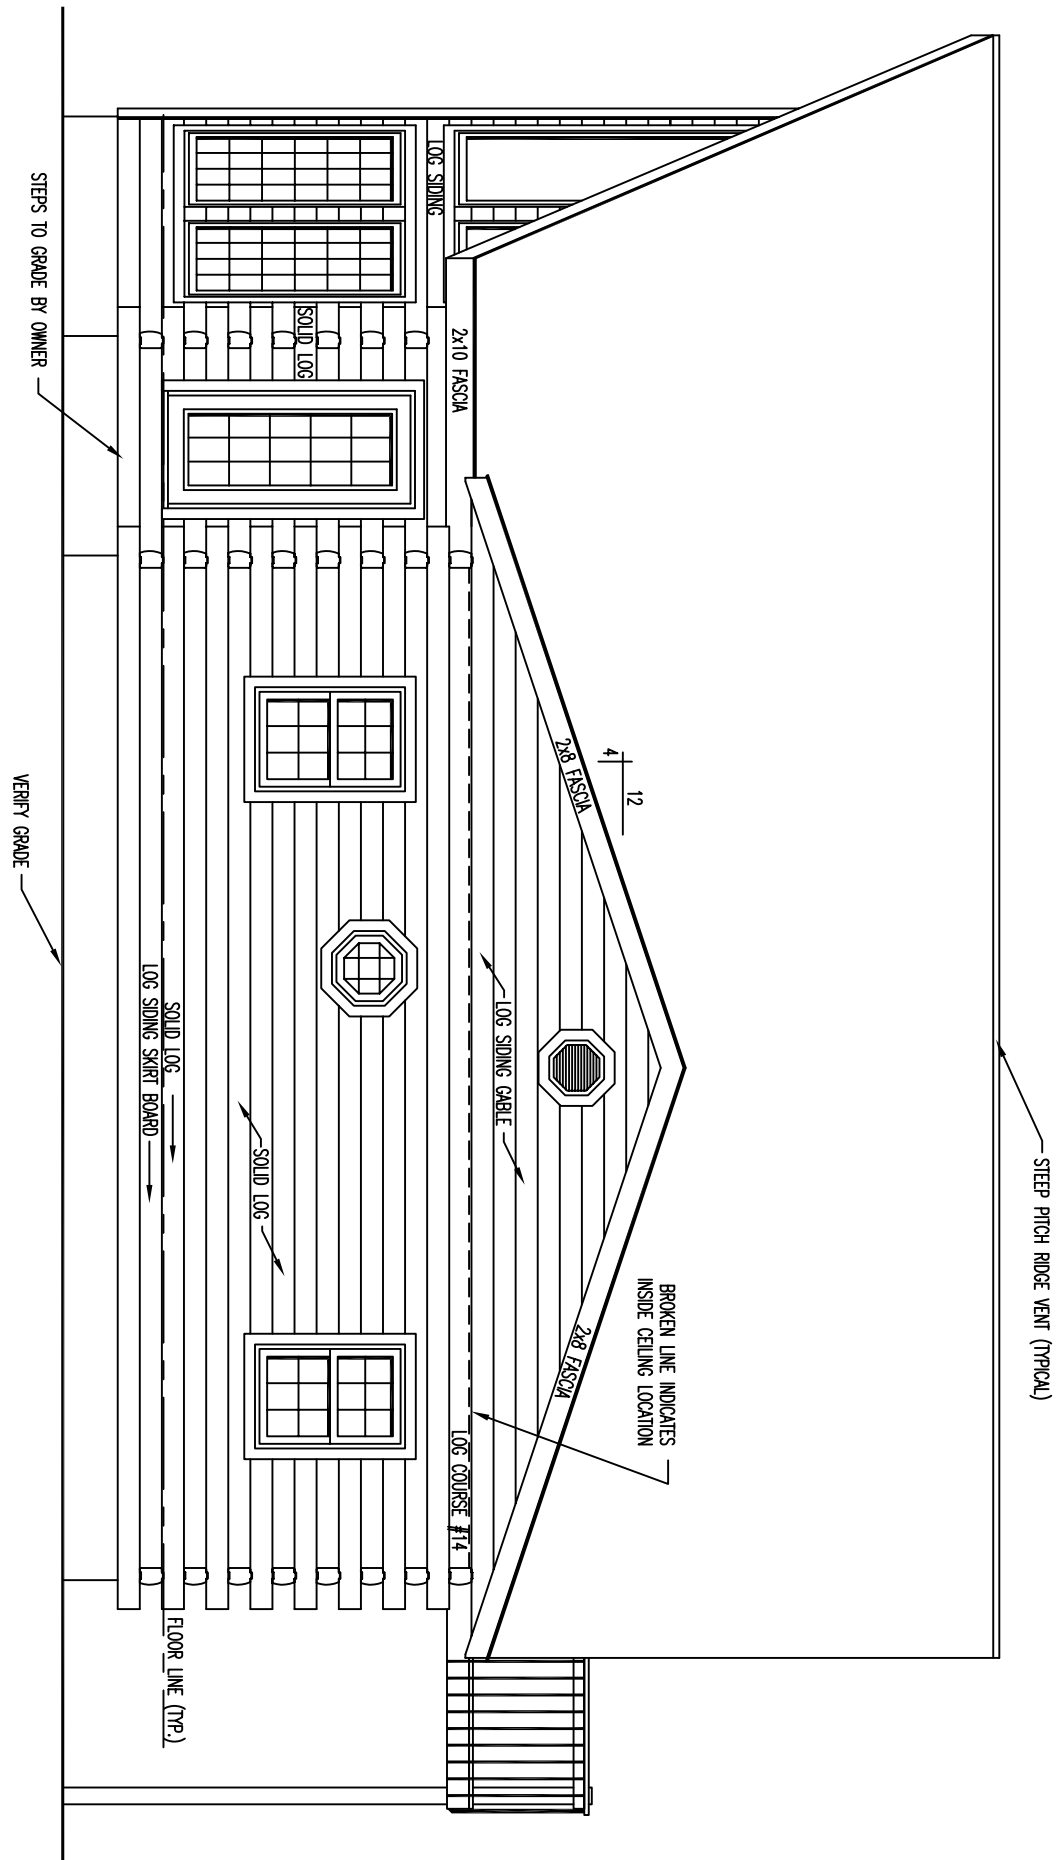 STEEP PITCH RIDGE VENT (TYPICAL)
12
4
BROKEN LINE INDICATES
INSIDE CEILING LOCATION
2x8 FASCIA
2x8 FASCIA
LOG SIDING GABLE
2x10 FASCIA
LOG COURSE #14
LOG SIDING
SOLID LOG
SOLID LOG
SOLID LOG
LOG SIDING SKIRT BOARD
FLOOR LINE (TYP.)
STEPS TO GRADE BY OWNER
VERIFY GRADE